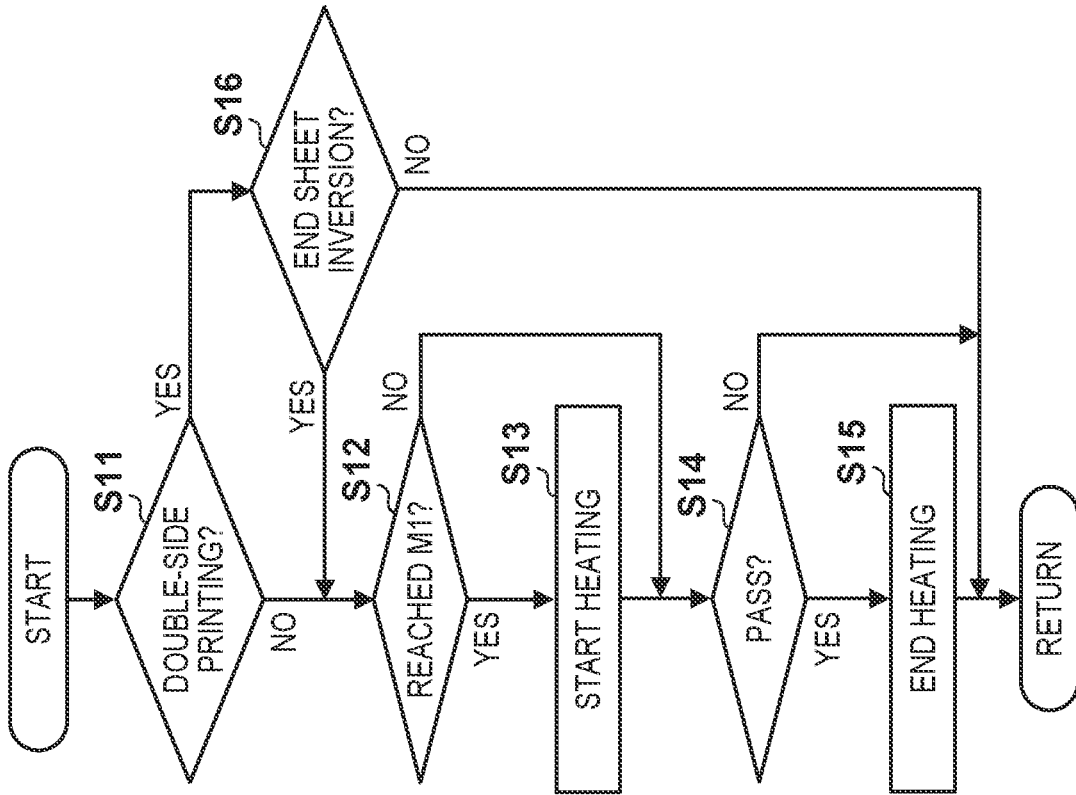 START
S11
DOUBLE-SIDE
PRINTING?
YES
NO
S16
END SHEET
INVERSION?
YES
NO
S12
REACHED M1?
NO
YES
S13
START HEATING
S14
PASS?
NO
YES
S15
END HEATING
RETURN